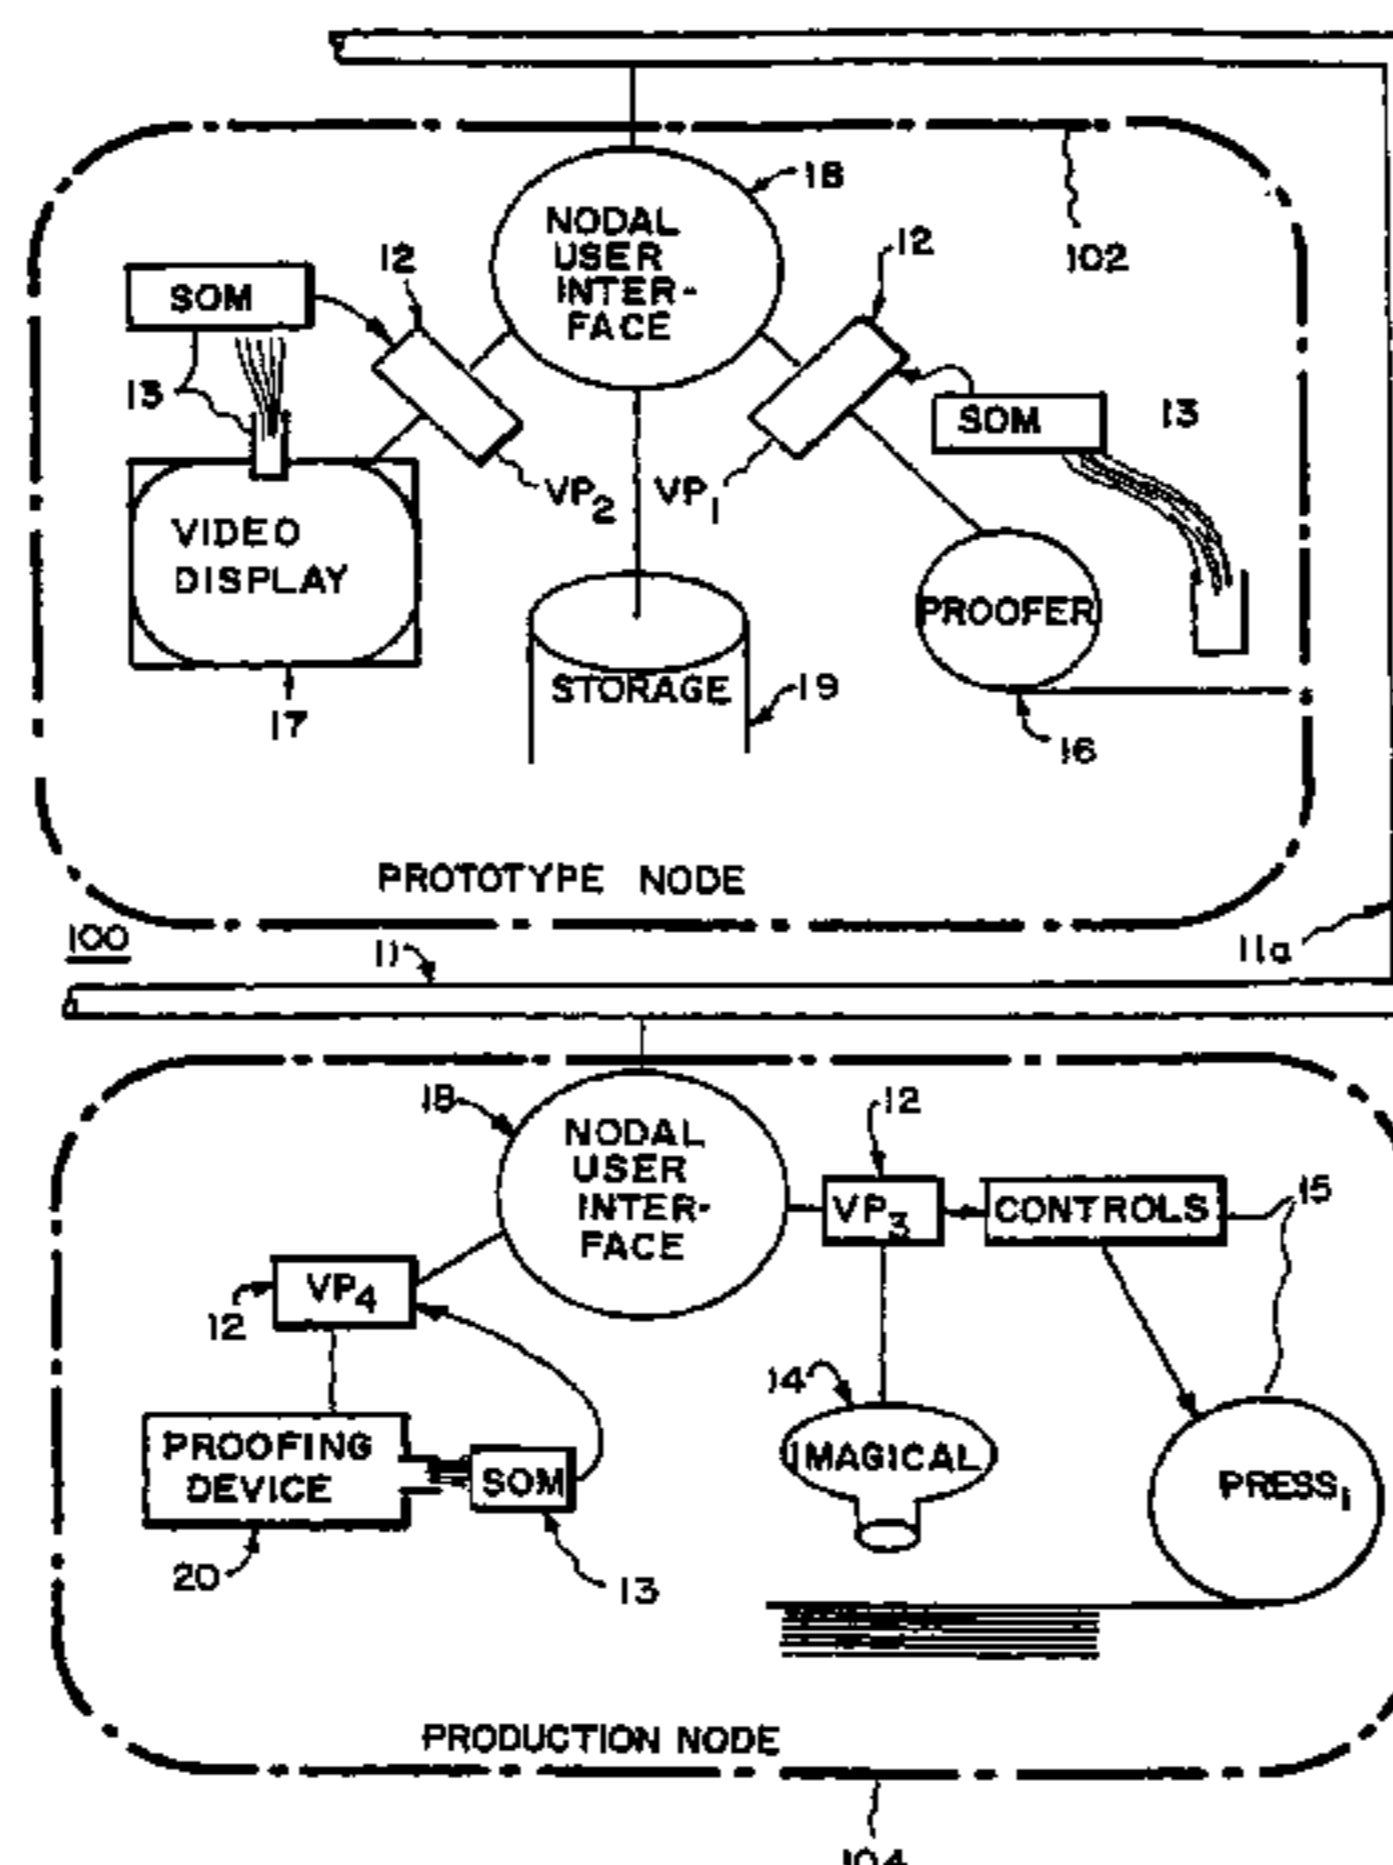 18
NODAL
USER
INTER-
FACE
12
12
102
SOM
13
SOM
13
VP2
VP1
VIDEO
DISPLAY
PROOFER
STORAGE
19
17
16
PROTOTYPE NODE
100
11
11a
18
NODAL
USER
INTER-
FACE
12
VP3
CONTROLS
15
VP4
12
14
PROOFING
DEVICE
SOM
IMAGICAL
PRESS1
20
13
PRODUCTION NODE
104